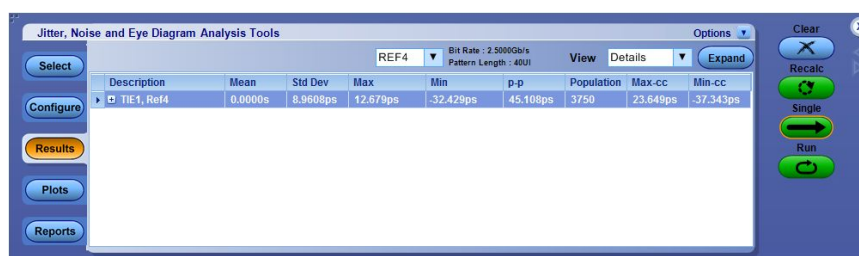 Jitter, Noise and Eye Diagram Analysis Tools
Options
Clear
Select
REF4
Bit Rate : 2.5000Gb/s
Pattern Length : 40UI
View
Details
Expand
Recalc
Description Mean Std Dev Max Min p-p Population Max-cc Min-cc
TIE1, Ref4 0.0000s 8.9608ps 12.679ps -32.429ps 45.108ps 3750 23.649ps -37.343ps
Configure
Single
Results
Run
Plots
Reports